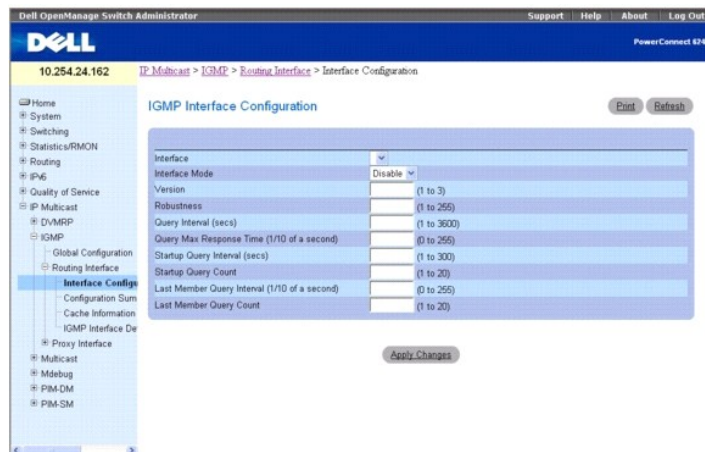 Dell OpenManage Switch Administrator
Support Help About Log Out
DELL
PowerConnect 624
10.254.24.162
IP Multicast > IGMP > Routing Interface > Interface Configuration
Home
System
Switching
Statistics/RMON
Routing
IPv6
Quality of Service
IP Multicast
DVMRP
IGMP
Global Configuration
Routing Interface
Interface Configu
Configuration Sum
Cache Information
IGMP Interface De
Proxy Interface
Multicast
Mdebug
PIM-DM
PIM-SM
IGMP Interface Configuration
Print Refresh
Interface
Interface Mode Disable
Version (1 to 3)
Robustness (1 to 255)
Query Interval (secs) (1 to 3600)
Query Max Response Time (1/10 of a second) (0 to 255)
Startup Query Interval (secs) (1 to 300)
Startup Query Count (1 to 20)
Last Member Query Interval (1/10 of a second) (0 to 255)
Last Member Query Count (1 to 20)
Apply Changes